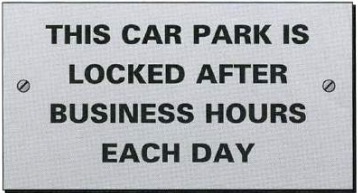 THIS CAR PARK IS
LOCKED AFTER
BUSINESS HOURS
EACH DAY